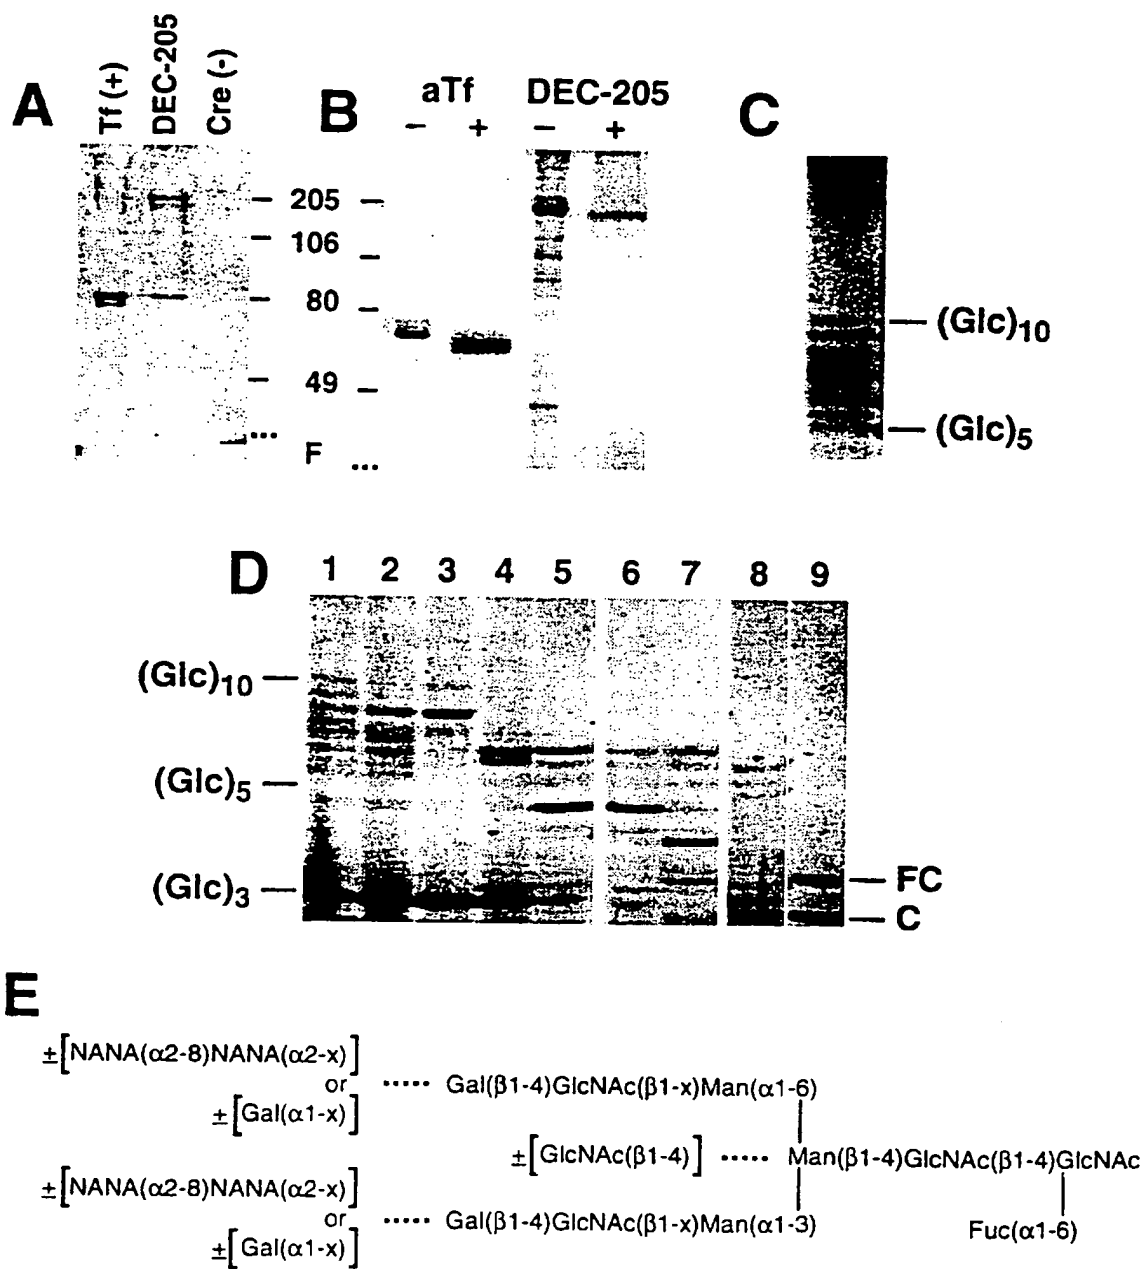 A
Tf (+)
DEC-205
Cre (-)
205
106
80
49
F
B
aTf
DEC-205
− + − +
C
(Glc)10
(Glc)5
D
1 2 3 4 5 6 7 8 9
(Glc)10
(Glc)5
(Glc)3
FC
C
E
±[NANA(α2-8)NANA(α2-x)]
or
±[Gal(α1-x)]
····· Gal(β1-4)GlcNAc(β1-x)Man(α1-6)
±[GlcNAc(β1-4)] ····· Man(β1-4)GlcNAc(β1-4)GlcNAc
±[NANA(α2-8)NANA(α2-x)]
or
±[Gal(α1-x)]
····· Gal(β1-4)GlcNAc(β1-x)Man(α1-3)
Fuc(α1-6)